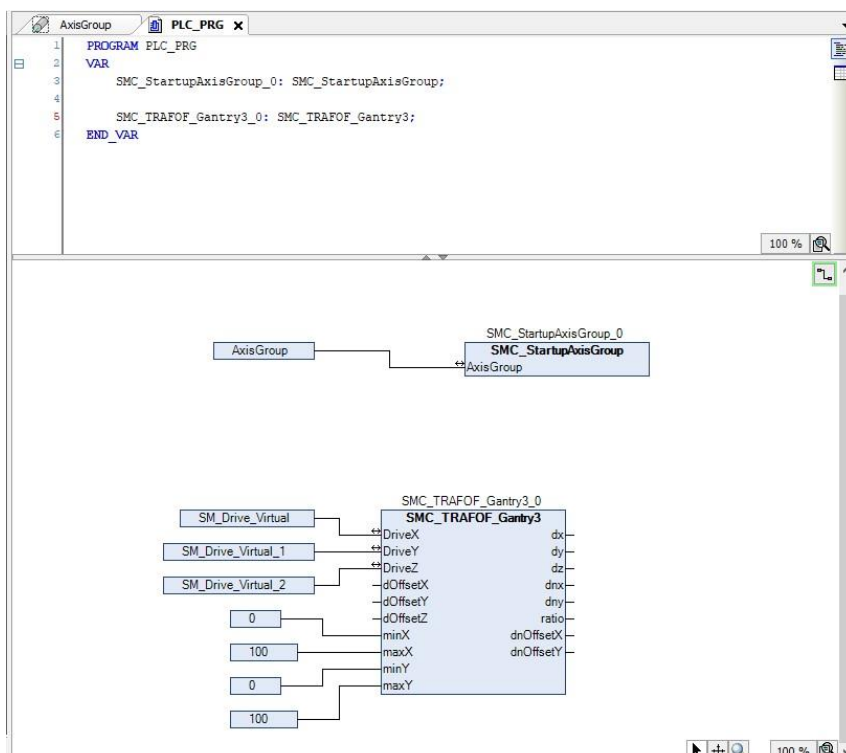 AxisGroup
PLC_PRG
1 PROGRAM PLC_PRG
2 VAR
3 SMC_StartupAxisGroup_0: SMC_StartupAxisGroup;
4
5 SMC_TRAFOF_Gantry3_0: SMC_TRAFOF_Gantry3;
6 END_VAR
100 %
SMC_StartupAxisGroup_0
AxisGroup
SMC_StartupAxisGroup
AxisGroup
SMC_TRAFOF_Gantry3_0
SM_Drive_Virtual
SMC_TRAFOF_Gantry3
DriveX dx
SM_Drive_Virtual_1
DriveY dy
SM_Drive_Virtual_2
DriveZ dz
dOffsetX dnx
dOffsetY dny
0
dOffsetZ ratio
minX dnOffsetX
100
maxX dnOffsetY
0
minY
maxY
100
100 %